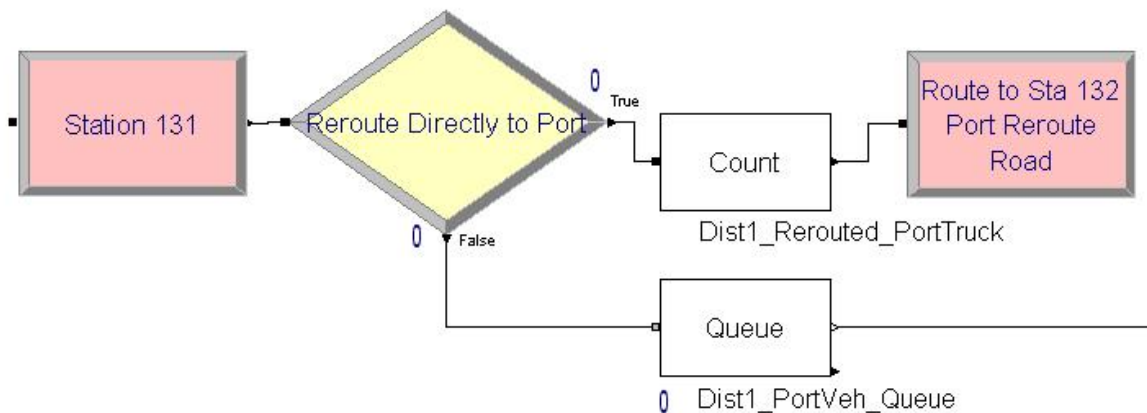 Station 131
Reroute Directly to Port
0
True
0
False
Count
Dist1_Rerouted_PortTruck
Route to Sta 132
Port Reroute
Road
Queue
0
Dist1_PortVeh_Queue